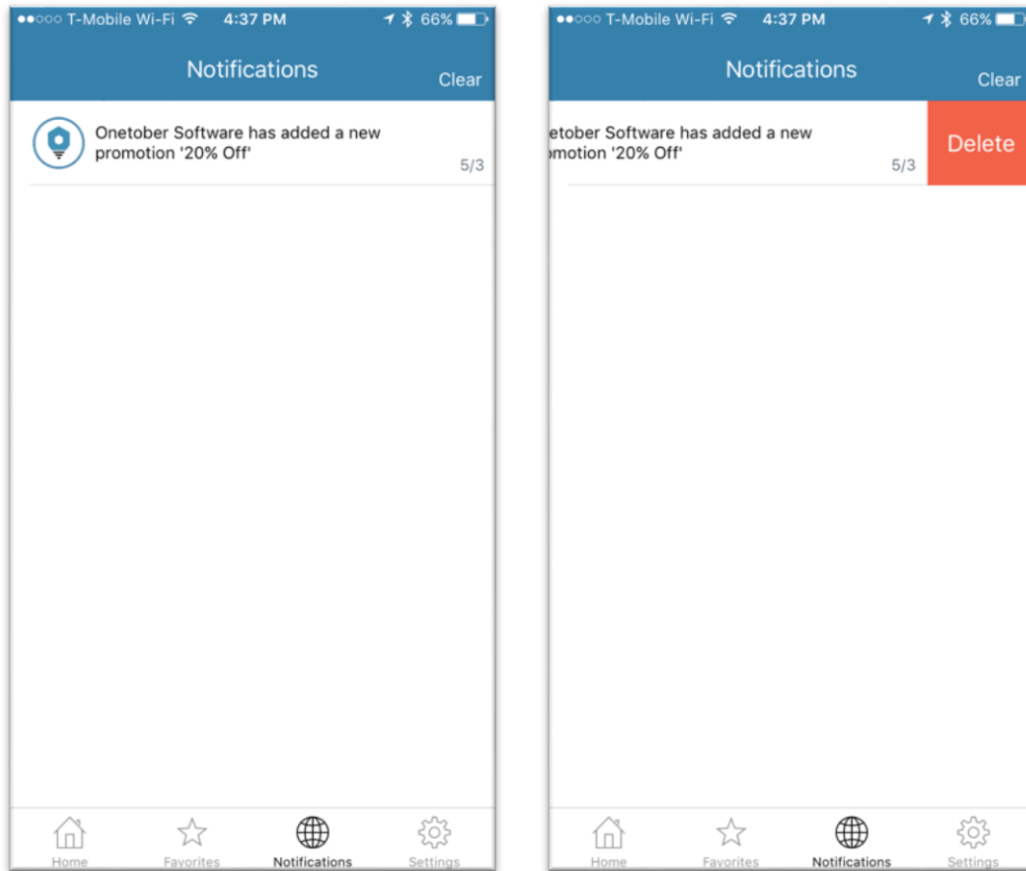 T-Mobile Wi-Fi 4:37 PM 66%
Notifications
Clear
Onetober Software has added a new
promotion '20% Off'
5/3
Home Favorites Notifications Settings
T-Mobile Wi-Fi 4:37 PM 66%
Notifications
Clear
etober Software has added a new
omotion '20% Off'
5/3
Delete
Home Favorites Notifications Settings